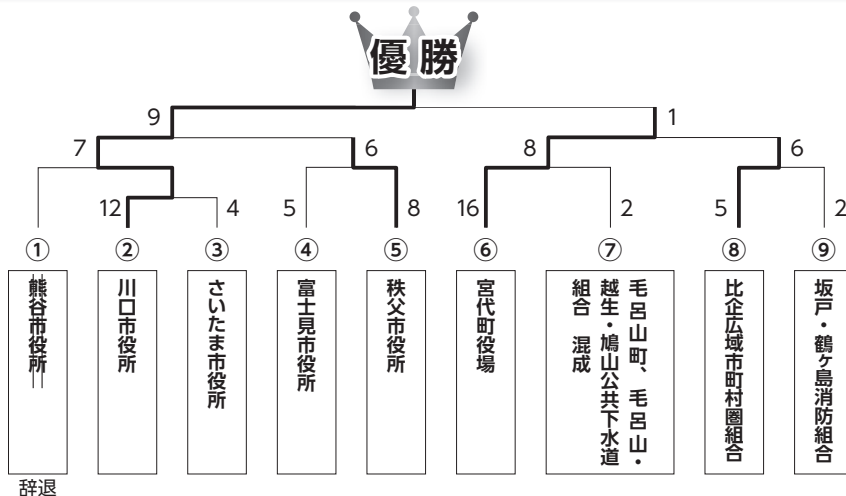 優勝
9
1
7
6
8
6
12
4
5
8
16
2
5
2
①
②
③
④
⑤
⑥
⑦
⑧
⑨
熊谷市役所
川口市役所
さいたま市役所
富士見市役所
秩父市役所
宮代町役場
毛呂山町、毛呂山・
越生・鳩山公共下水道
組合 混成
比企広域市町村圏組合
坂戸・鶴ヶ島消防組合
辞退